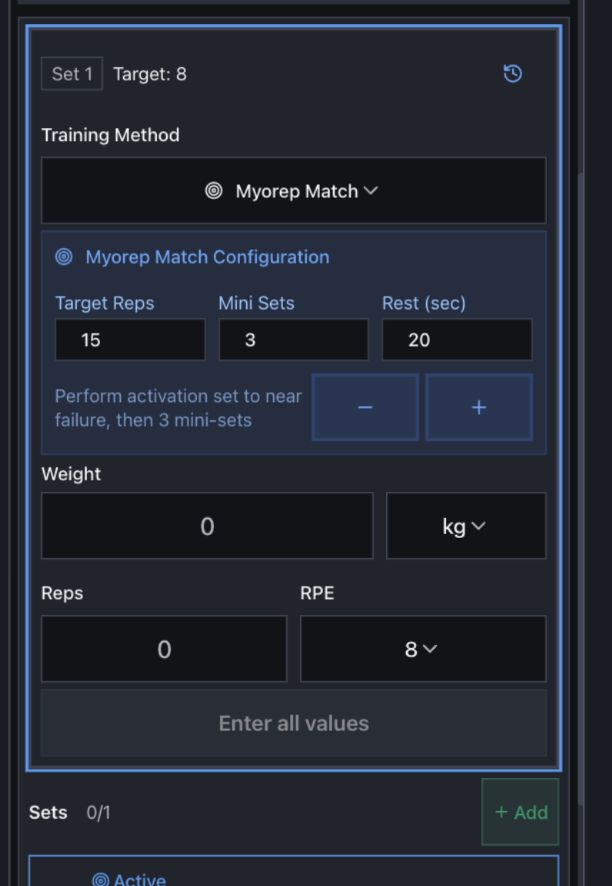 Set 1 Target: 8
Training Method
Myorep Match
Myorep Match Configuration
Target Reps Mini Sets Rest (sec)
15 3 20
Perform activation set to near
failure, then 3 mini-sets
− +
Weight
0 kg
Reps RPE
0 8
Enter all values
Sets 0/1 + Add
Active